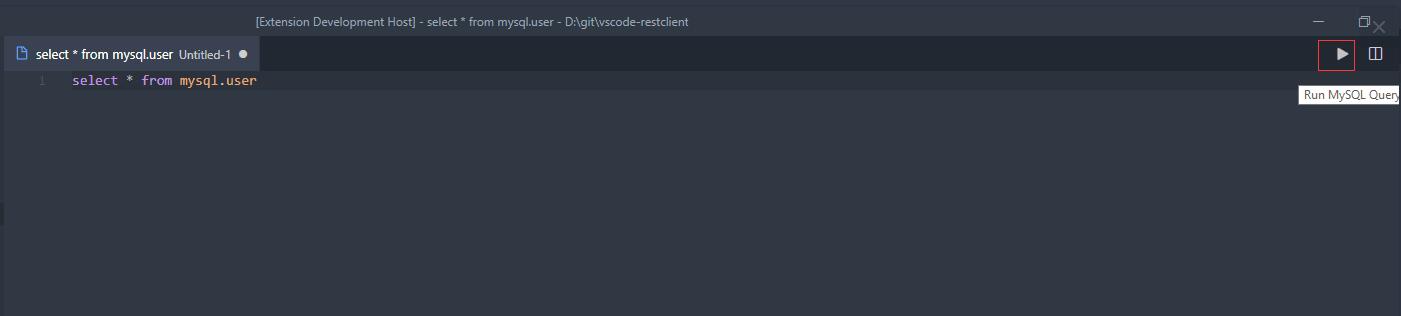 [Extension Development Host] - select * from mysql.user - D:\git\vscode-restclient
select * from mysql.user Untitled-1
1 select * from mysql.user
Run MySQL Query